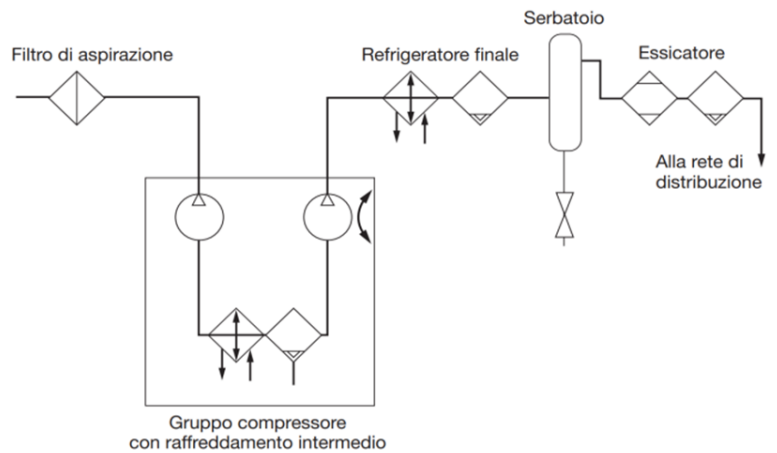 Serbatoio
Filtro di aspirazione
Refrigeratore finale
Essicatore
Alla rete di
distribuzione
Gruppo compressore
con raffreddamento intermedio